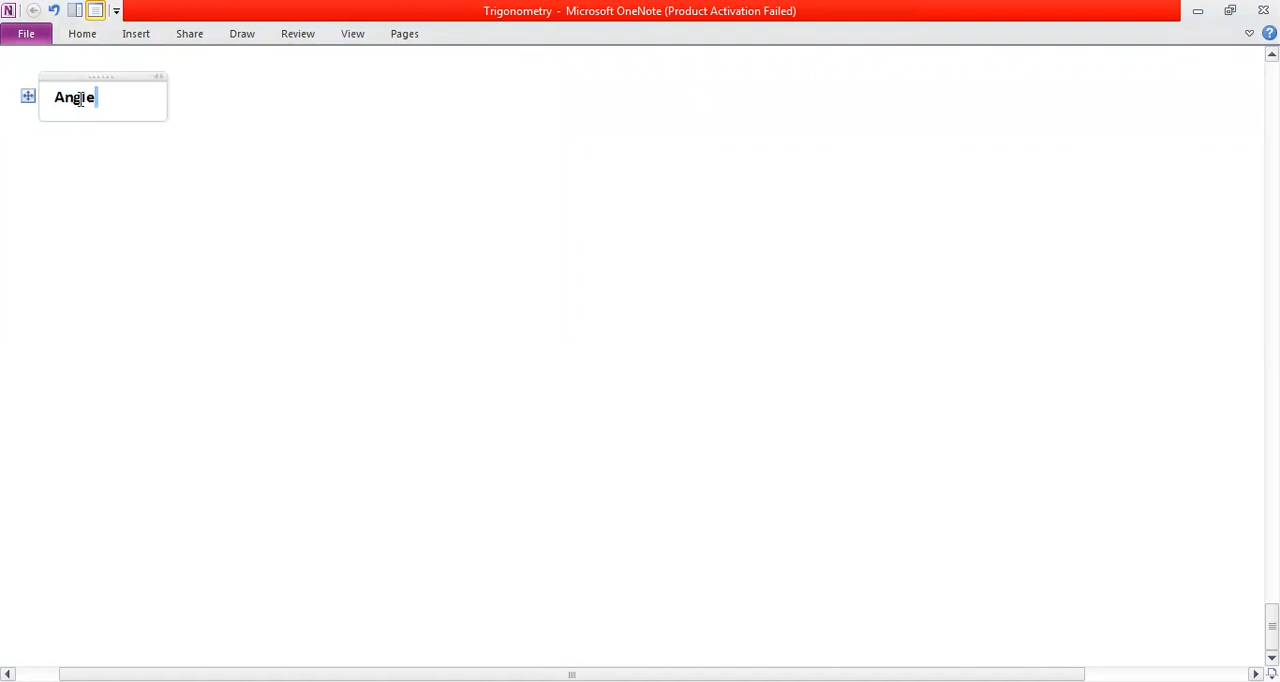 Trigonometry - Microsoft OneNote (Product Activation Failed)
File Home Insert Share Draw Review View Pages
Angle